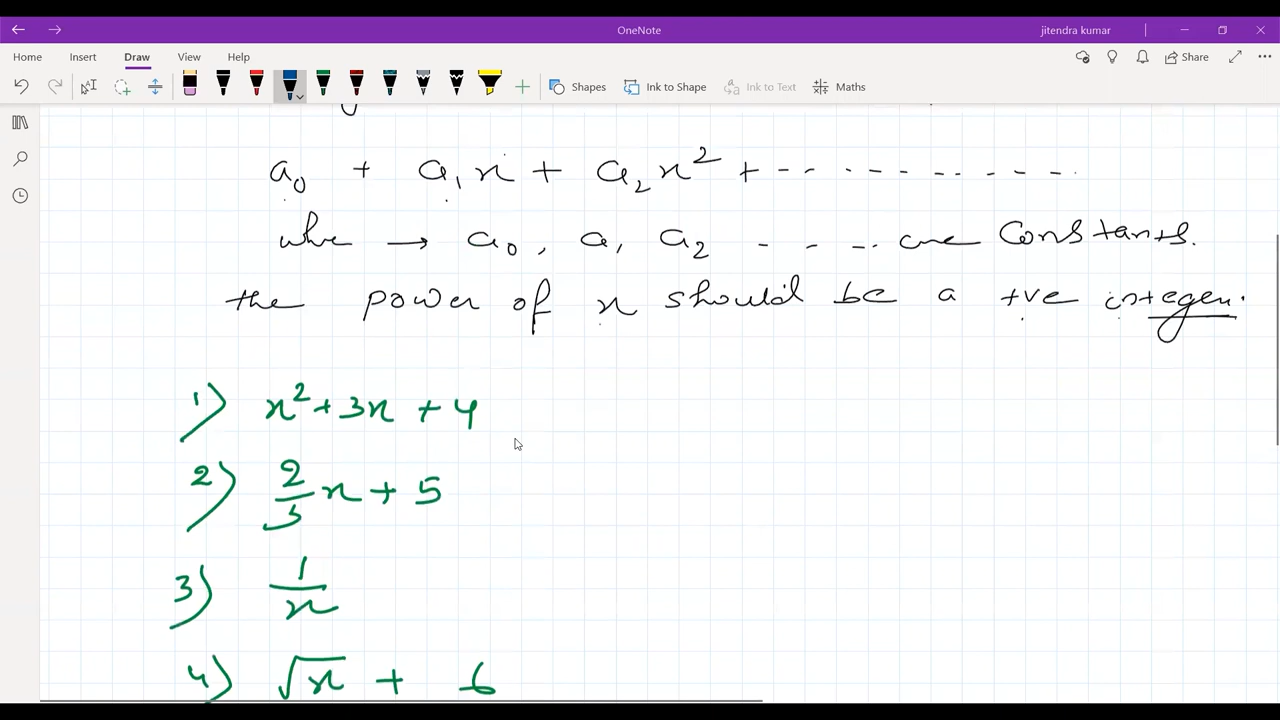 OneNote
jitendra kumar
Home Insert Draw View Help
Share
Shapes Ink to Shape Ink to Text Maths
a₀ + a₁x + a₂x² + - - - - - - - - - -
where → a₀, a₁ a₂ - - - - are Constants.
the power of x should be a +ve integer.
1) x² + 3x + 4
2) 2/3 x + 5
3) 1/x
4) √x + 6